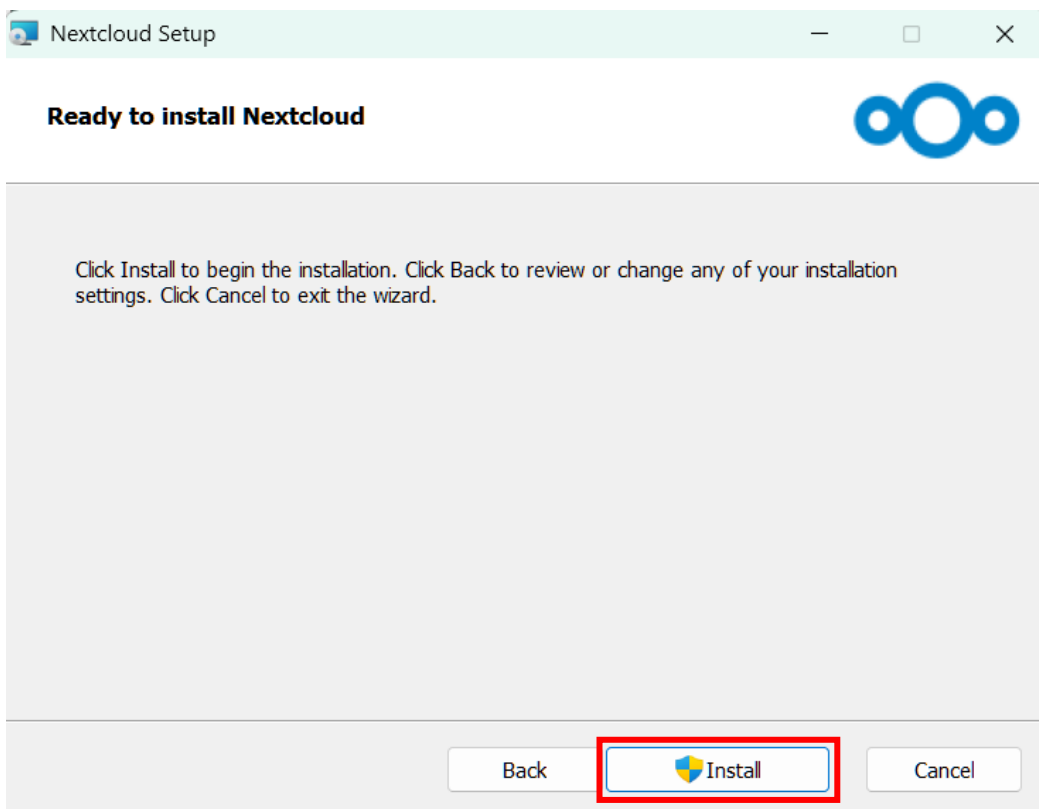 Nextcloud Setup
Ready to install Nextcloud
Click Install to begin the installation. Click Back to review or change any of your installation
settings. Click Cancel to exit the wizard.
Back
Install
Cancel